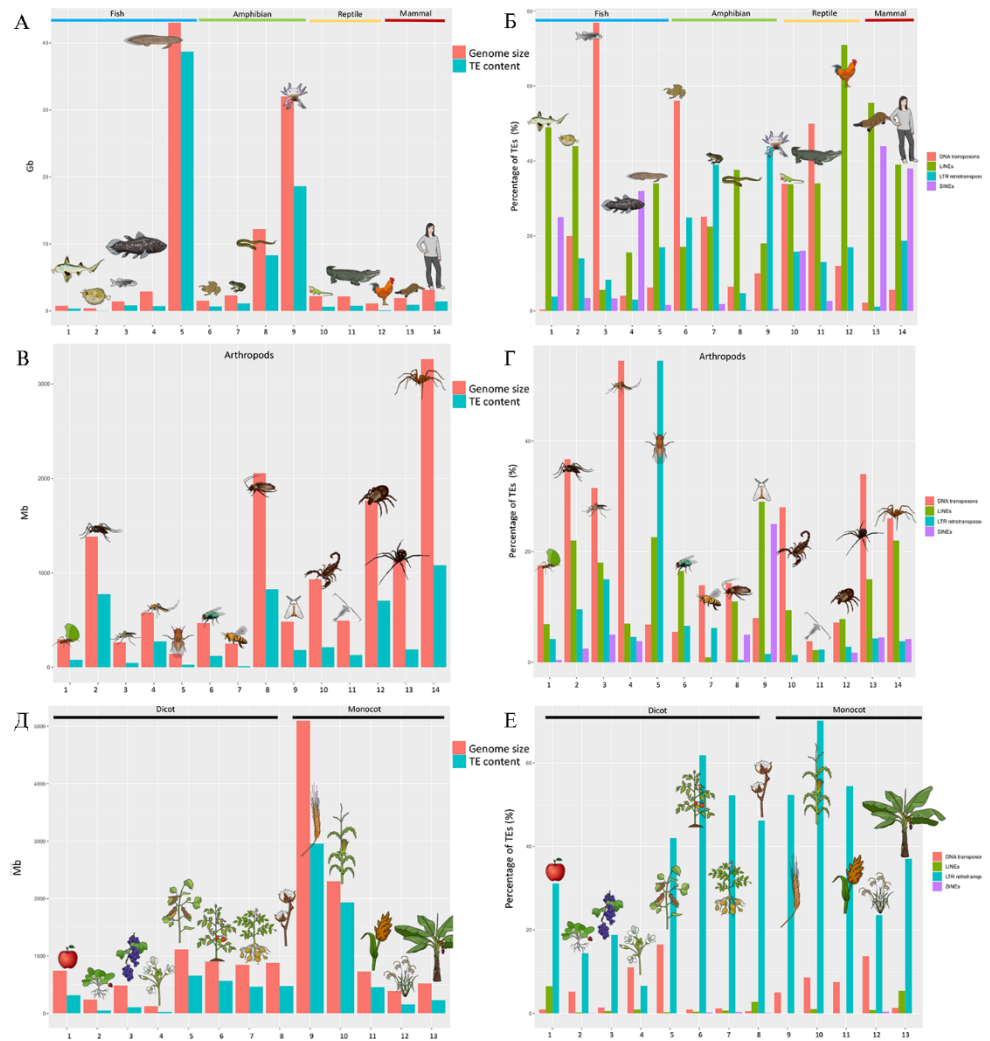 А
Fish Amphibian Reptile Mammal
Genome size
TE content
Gb
40
30
20
10
0
1 2 3 4 5 6 7 8 9 10 11 12 13 14
Б
Fish Amphibian Reptile Mammal
DNA transposons
LINEs
LTR retrotranspos
SINEs
Percentage of TEs (%)
80
60
40
20
0
1 2 3 4 5 6 7 8 9 10 11 12 13 14
В
Arthropods
Genome size
TE content
Mb
3000
2000
1000
0
1 2 3 4 5 6 7 8 9 10 11 12 13 14
Г
Arthropods
DNA transposons
LINEs
LTR retrotranspose
SINEs
Percentage of TEs (%)
40
20
0
1 2 3 4 5 6 7 8 9 10 11 12 13 14
Д
Dicot Monocot
Genome size
TE content
Mb
5000
4000
3000
2000
1000
0
1 2 3 4 5 6 7 8 9 10 11 12 13
Е
Dicot Monocot
DNA transposo
LINEs
LTR retrotransp
SINEs
Percentage of TEs (%)
60
40
20
0
1 2 3 4 5 6 7 8 9 10 11 12 13